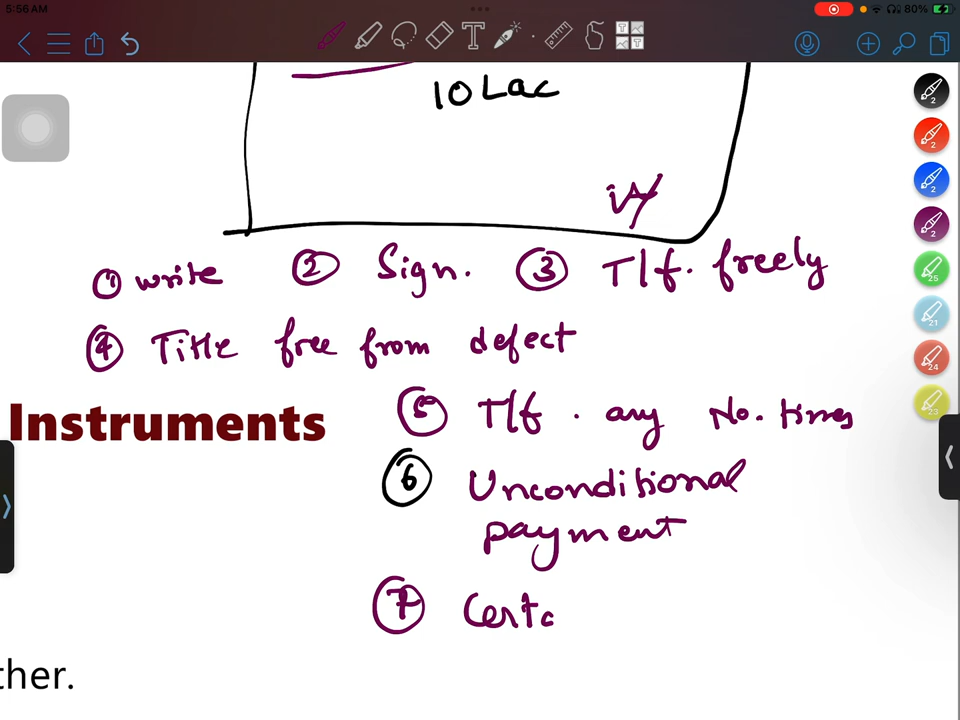 5:56 AM
80%
10 Lac
① write ② Sign. ③ T/f. freely
④ Title free from defect
Instruments ⑤ T/f. any No. times
⑥ Unconditional
payment
⑦ Certa
ther.